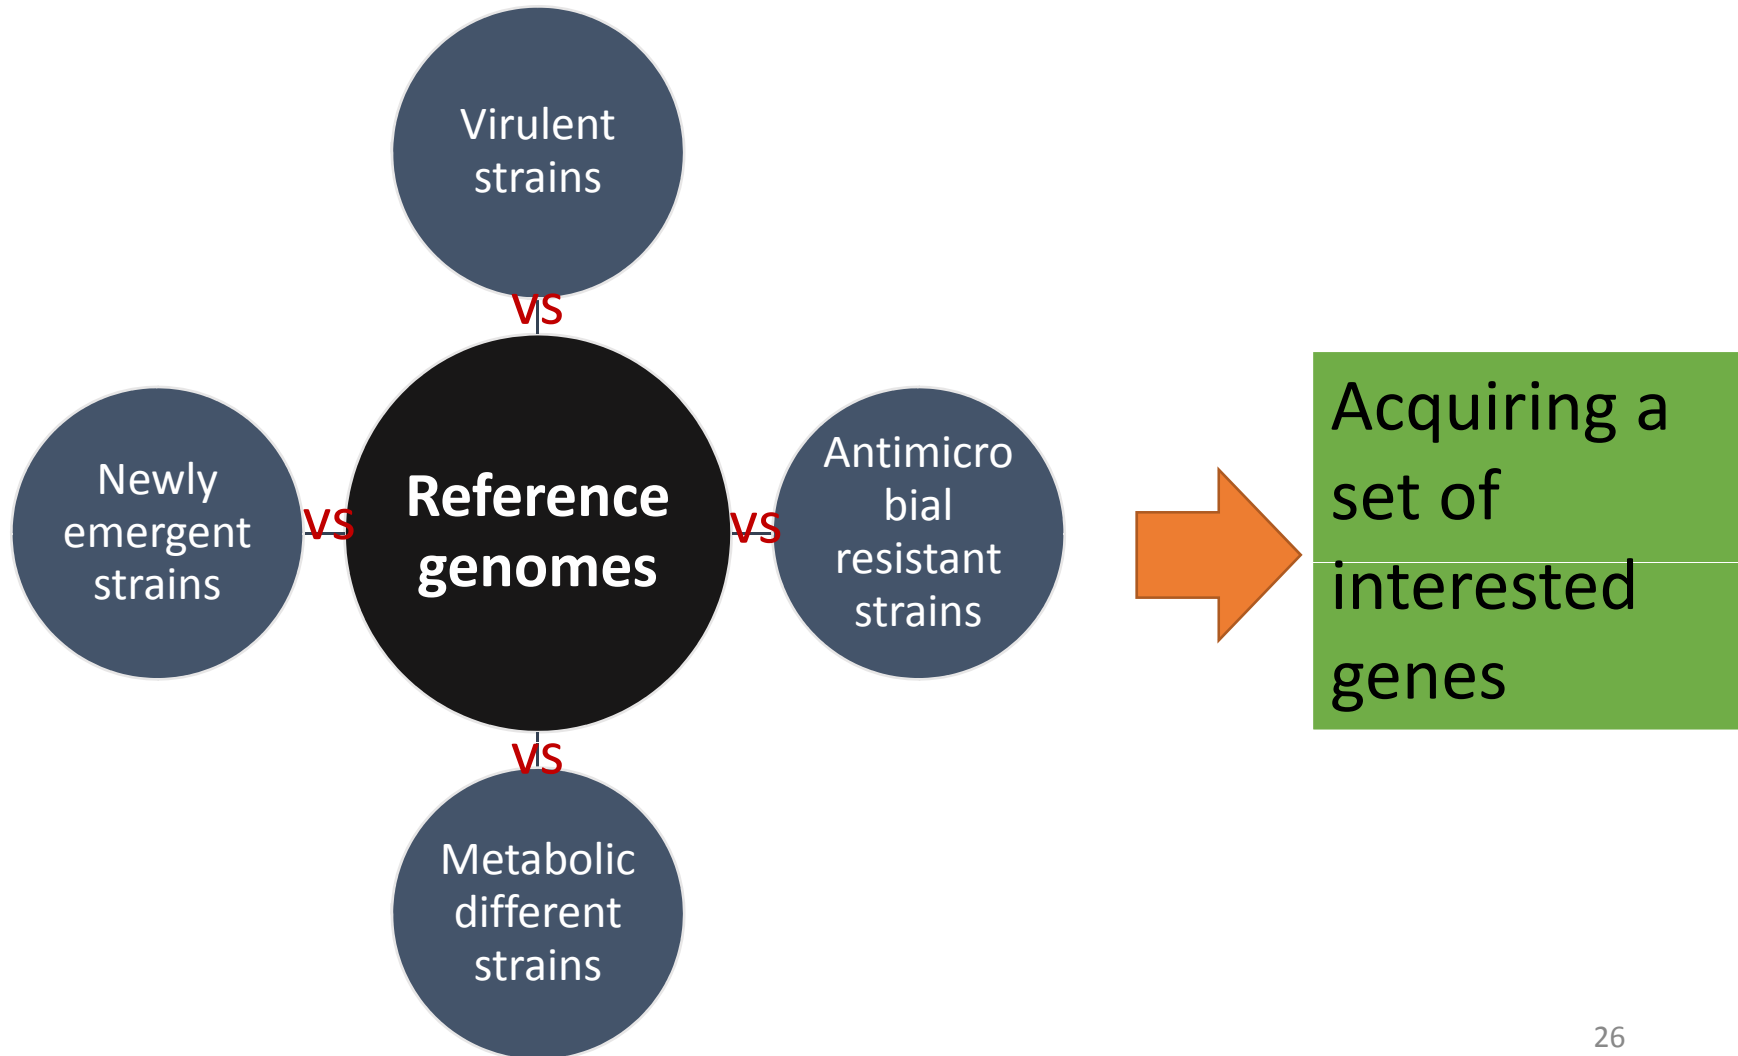 Virulent
strains
vs
Newly
emergent
strains
vs
Reference
genomes
vs
Antimicro
bial
resistant
strains
vs
Metabolic
different
strains
Acquiring a
set of
interested
genes
26